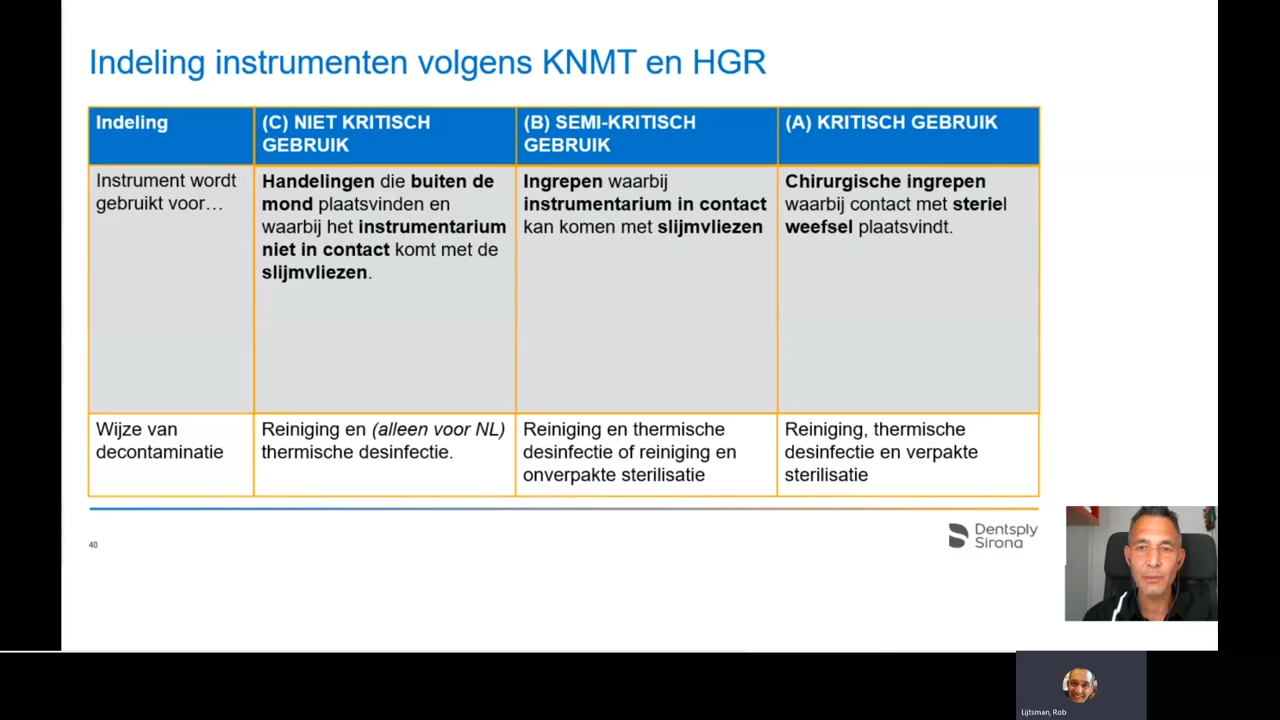 Indeling instrumenten volgens KNMT en HGR
Indeling
(C) NIET KRITISCH
GEBRUIK
(B) SEMI-KRITISCH
GEBRUIK
(A) KRITISCH GEBRUIK
Instrument wordt
gebruikt voor…
Handelingen die buiten de
mond plaatsvinden en
waarbij het instrumentarium
niet in contact komt met de
slijmvliezen.
Ingrepen waarbij
instrumentarium in contact
kan komen met slijmvliezen
Chirurgische ingrepen
waarbij contact met steriel
weefsel plaatsvindt.
Wijze van
decontaminatie
Reiniging en (alleen voor NL)
thermische desinfectie.
Reiniging en thermische
desinfectie of reiniging en
onverpakte sterilisatie
Reiniging, thermische
desinfectie en verpakte
sterilisatie
40
Dentsply
Sirona
Lijtsman, Rob